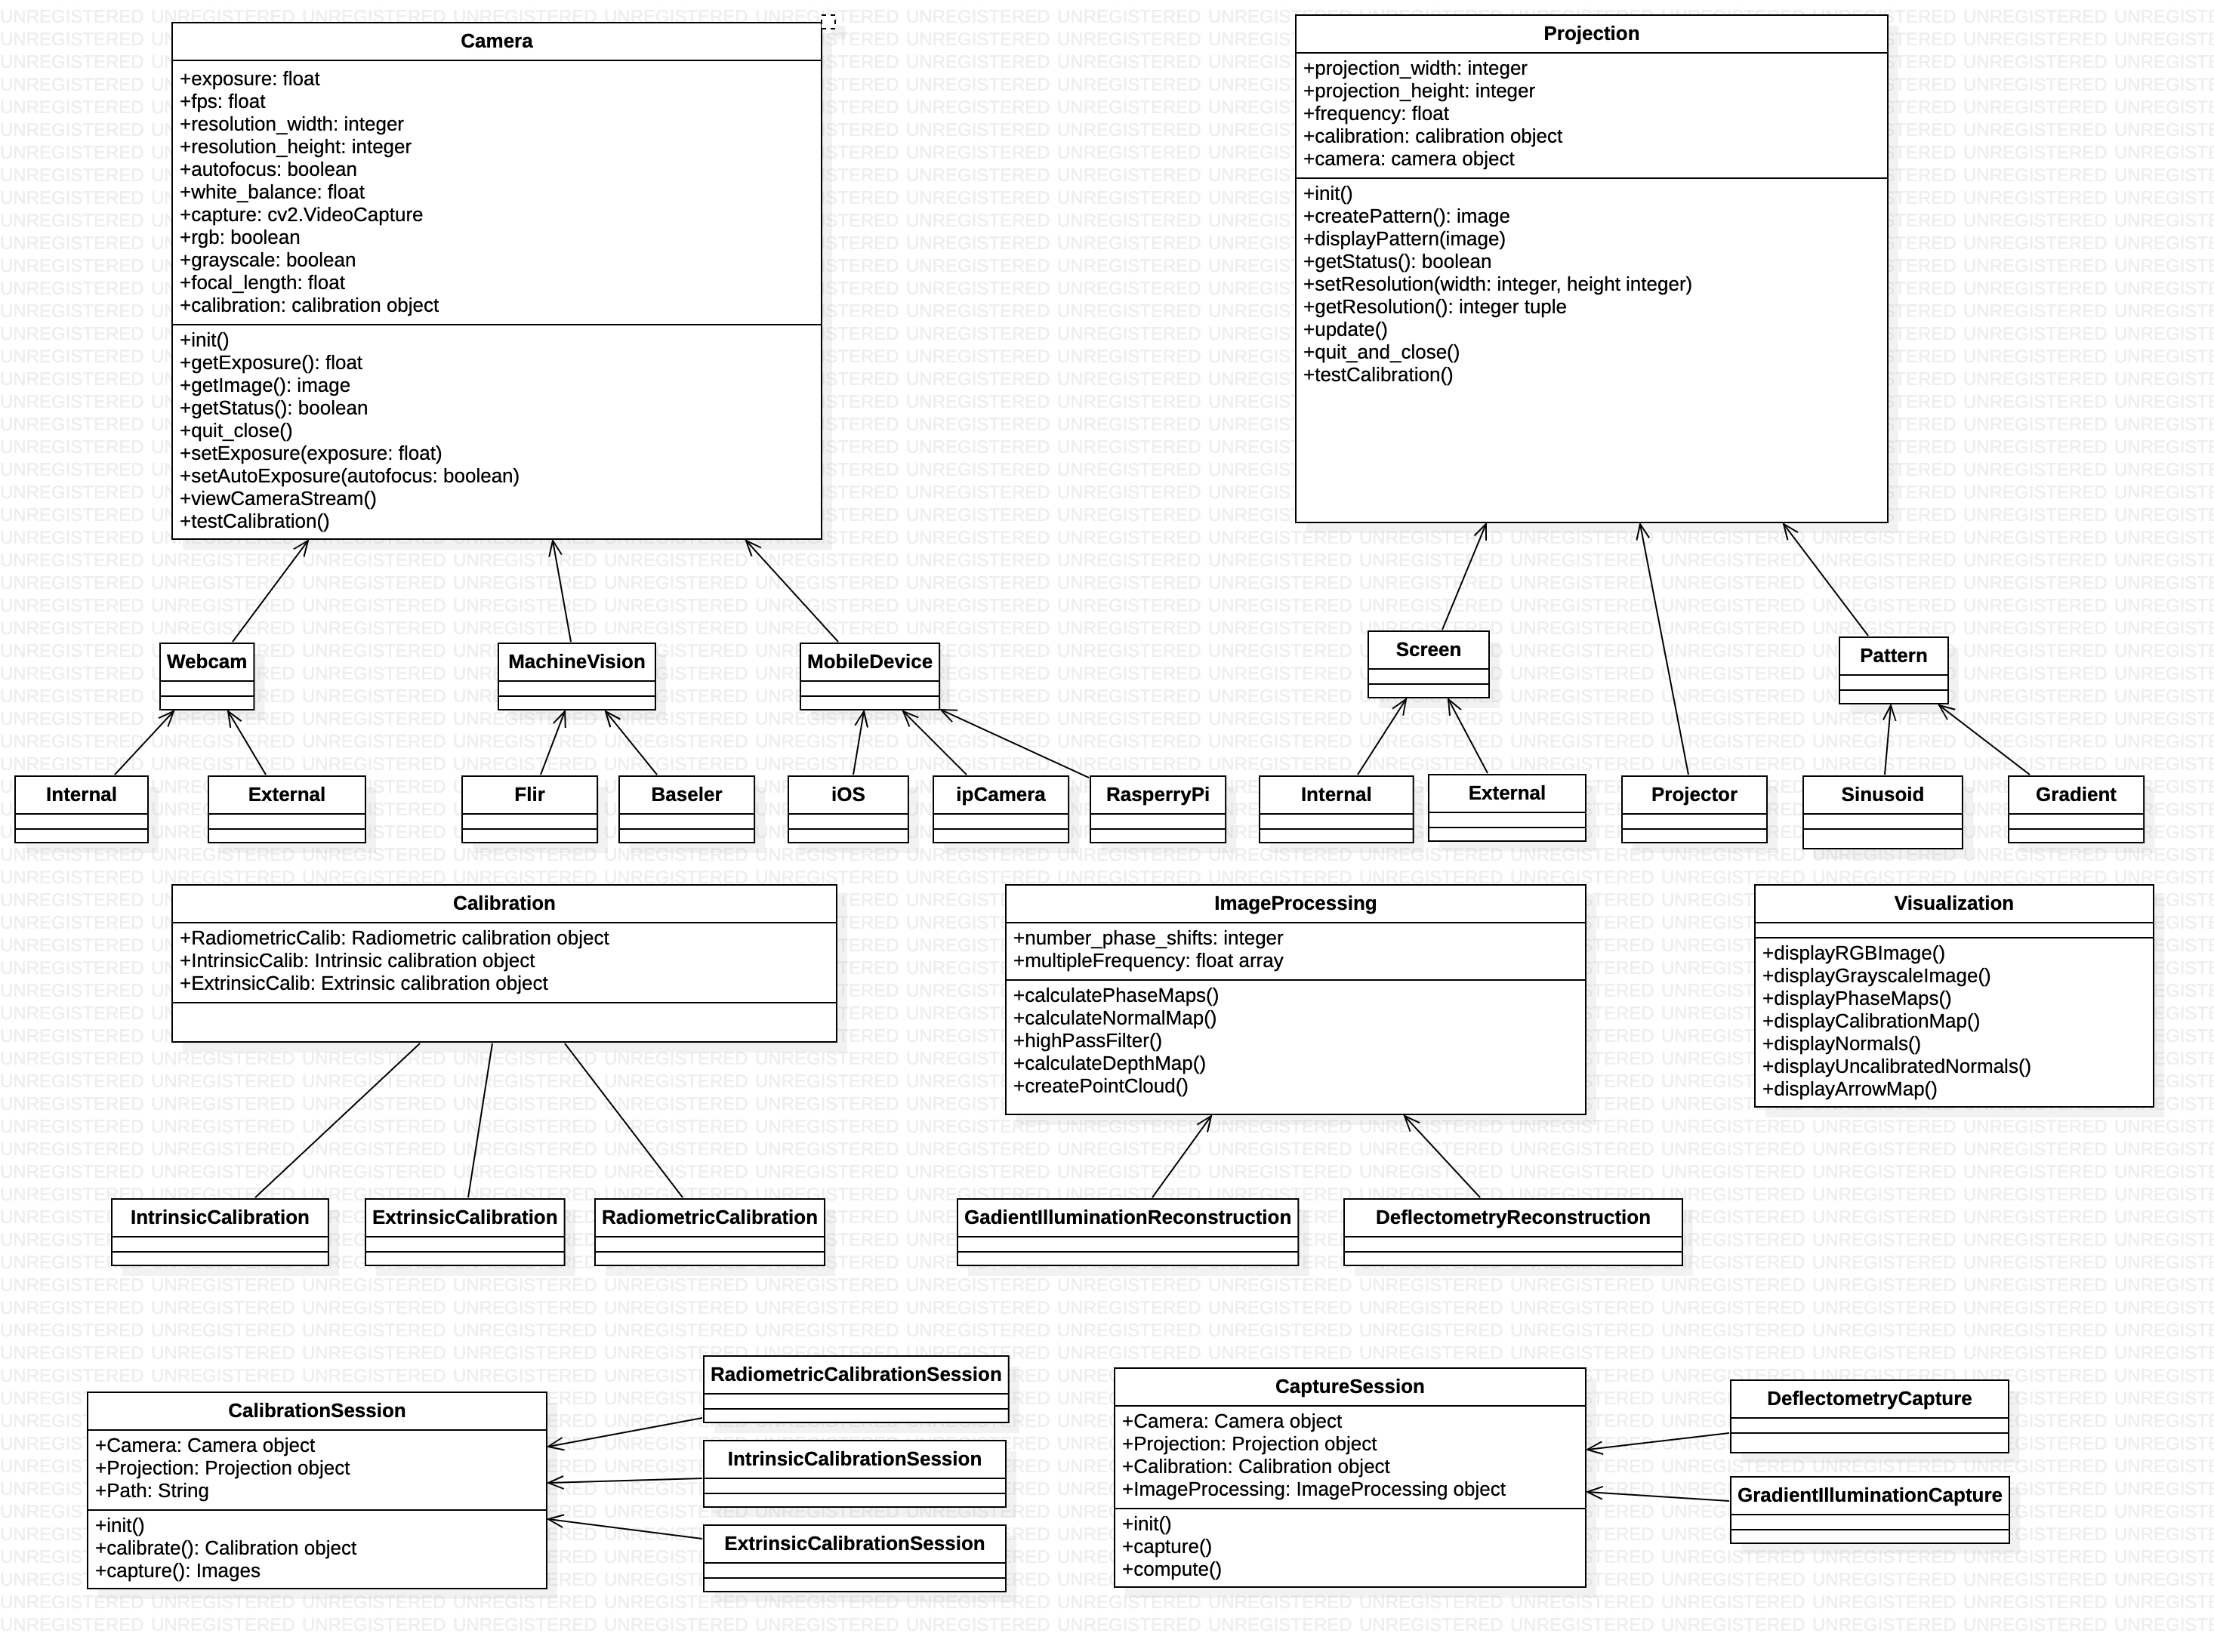 Camera
+exposure: float
+fps: float
+resolution_width: integer
+resolution_height: integer
+autofocus: boolean
+white_balance: float
+capture: cv2.VideoCapture
+rgb: boolean
+grayscale: boolean
+focal_length: float
+calibration: calibration object
+init()
+getExposure(): float
+getImage(): image
+getStatus(): boolean
+quit_close()
+setExposure(exposure: float)
+setAutoExposure(autofocus: boolean)
+viewCameraStream()
+testCalibration()
Projection
+projection_width: integer
+projection_height: integer
+frequency: float
+calibration: calibration object
+camera: camera object
+init()
+createPattern(): image
+displayPattern(image)
+getStatus(): boolean
+setResolution(width: integer, height integer)
+getResolution(): integer tuple
+update()
+quit_and_close()
+testCalibration()
Webcam
MachineVision
MobileDevice
Screen
Pattern
Internal
External
Flir
Baseler
iOS
ipCamera
RasperryPi
Internal
External
Projector
Sinusoid
Gradient
Calibration
+RadiometricCalib: Radiometric calibration object
+IntrinsicCalib: Intrinsic calibration object
+ExtrinsicCalib: Extrinsic calibration object
ImageProcessing
+number_phase_shifts: integer
+multipleFrequency: float array
+calculatePhaseMaps()
+calculateNormalMap()
+highPassFilter()
+calculateDepthMap()
+createPointCloud()
Visualization
+displayRGBImage()
+displayGrayscaleImage()
+displayPhaseMaps()
+displayCalibrationMap()
+displayNormals()
+displayUncalibratedNormals()
+displayArrowMap()
IntrinsicCalibration
ExtrinsicCalibration
RadiometricCalibration
GadientIlluminationReconstruction
DeflectometryReconstruction
CalibrationSession
+Camera: Camera object
+Projection: Projection object
+Path: String
+init()
+calibrate(): Calibration object
+capture(): Images
RadiometricCalibrationSession
IntrinsicCalibrationSession
ExtrinsicCalibrationSession
CaptureSession
+Camera: Camera object
+Projection: Projection object
+Calibration: Calibration object
+ImageProcessing: ImageProcessing object
+init()
+capture()
+compute()
DeflectometryCapture
GradientIlluminationCapture
UNREGISTERED